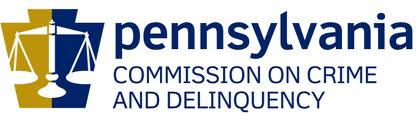 pennsylvania
COMMISSION ON CRIME
AND DELINQUENCY